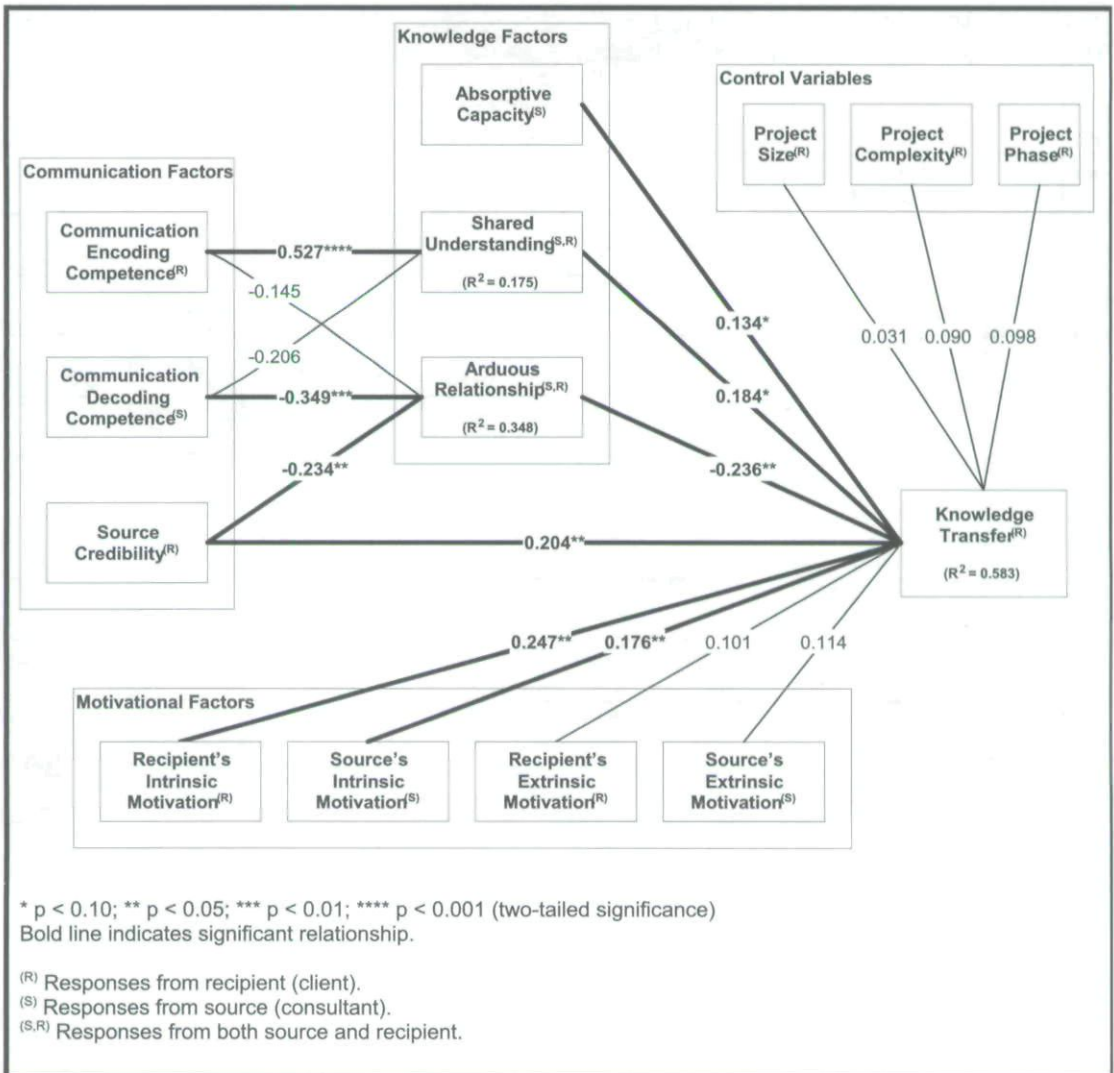 Knowledge Factors
Absorptive
Capacity(S)
Shared
Understanding(S,R)
(R² = 0.175)
Arduous
Relationship(S,R)
(R² = 0.348)
Control Variables
Project
Size(R)
Project
Complexity(R)
Project
Phase(R)
Communication Factors
Communication
Encoding
Competence(R)
Communication
Decoding
Competence(S)
Source
Credibility(R)
0.527****
-0.145
-0.206
-0.349***
-0.234**
0.134*
0.184*
-0.236**
0.204**
0.031
0.090
0.098
Knowledge
Transfer(R)
(R² = 0.583)
0.247**
0.176**
0.101
0.114
Motivational Factors
Recipient's
Intrinsic
Motivation(R)
Source's
Intrinsic
Motivation(S)
Recipient's
Extrinsic
Motivation(R)
Source's
Extrinsic
Motivation(S)
* p < 0.10; ** p < 0.05; *** p < 0.01; **** p < 0.001 (two-tailed significance)
Bold line indicates significant relationship.
(R) Responses from recipient (client).
(S) Responses from source (consultant).
(S,R) Responses from both source and recipient.